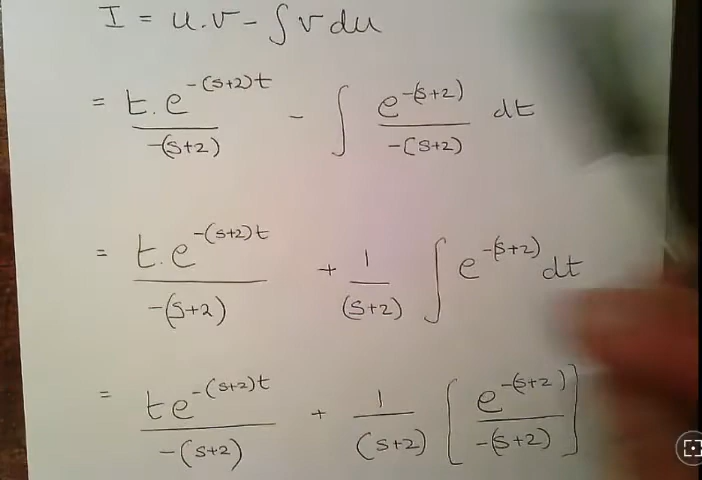 I = u.v - ∫ v du
= t.e^{-(s+2)t} / -(s+2) - ∫ e^{-(s+2)} / -(s+2) dt
= t.e^{-(s+2)t} / -(s+2) + 1 / (s+2) ∫ e^{-(s+2)} dt
= te^{-(s+2)t} / -(s+2) + 1 / (s+2) [ e^{-(s+2)} / -(s+2) ]